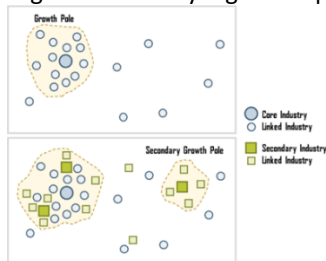 Growth Pole
Core Industry
Linked Industry
Secondary Growth Pole
Secondary Industry
Linked Industry